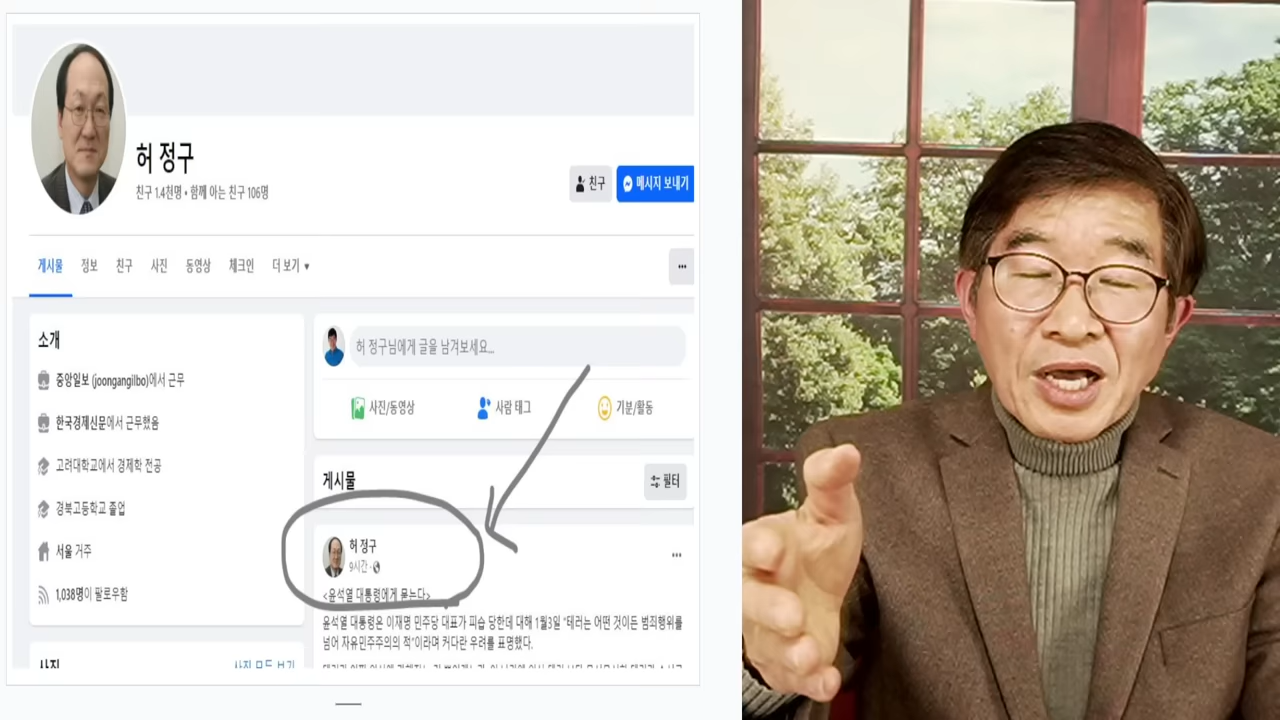 허 정구
친구 1.4천명 • 함께 아는 친구 106명
친구
메시지 보내기
게시물 정보 친구 사진 동영상 체크인 더 보기
소개
중앙일보 (joongangilbo)에서 근무
한국경제신문에서 근무했음
고려대학교에서 경제학 전공
경북고등학교 졸업
서울 거주
1,038명이 팔로우함
사진 사진 모두 보기
허 정구님에게 글을 남겨보세요...
사진/동영상 사람 태그 기분/활동
게시물 필터
허 정구
9시간
<윤석열 대통령에게 묻는다>
윤석열 대통령은 이재명 민주당 대표가 피습 당한데 대해 1월3일 "테러는 어떤 것이든 범죄행위를
넘어 자유민주주의의 적"이라며 커다란 우려를 표명했다.